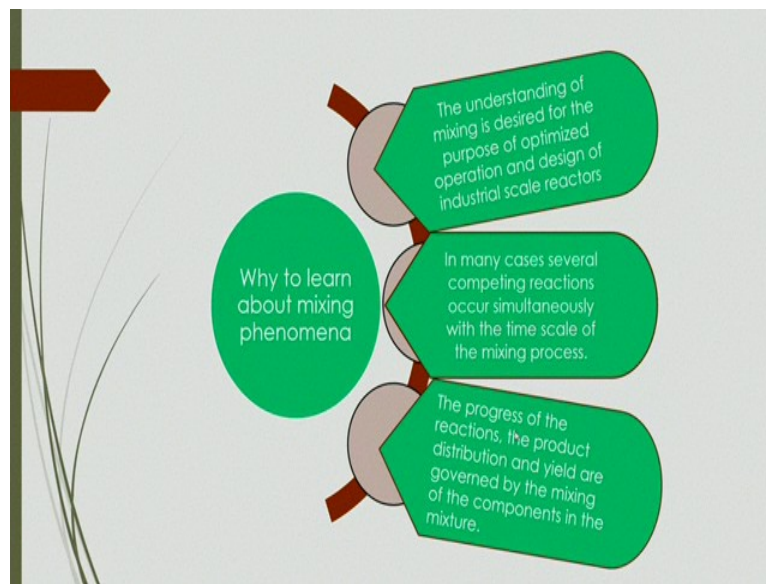 Why to learn
about mixing
phenomena
The understanding of
mixing is desired for the
purpose of optimized
operation and design of
industrial scale reactors
In many cases several
competing reactions
occur simultaneously
with the time scale of
the mixing process.
The progress of the
reactions, the product
distribution and yield are
governed by the mixing
of the components in the
mixture.